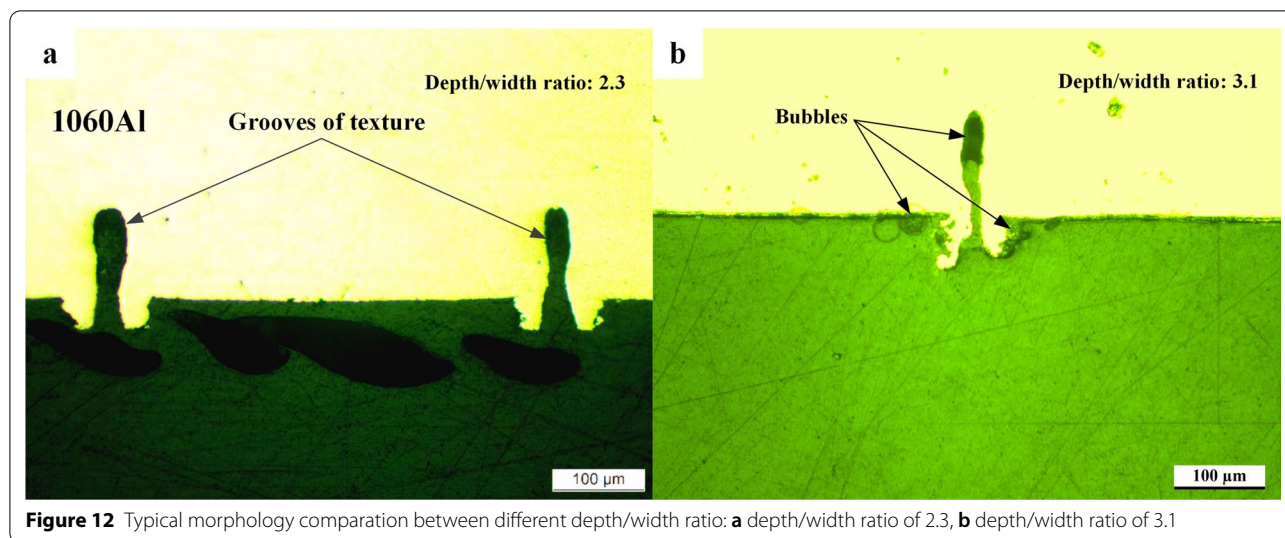 a
Depth/width ratio: 2.3
1060Al
Grooves of texture
100 µm
b
Depth/width ratio: 3.1
Bubbles
100 µm
Figure 12 Typical morphology comparation between different depth/width ratio: a depth/width ratio of 2.3, b depth/width ratio of 3.1